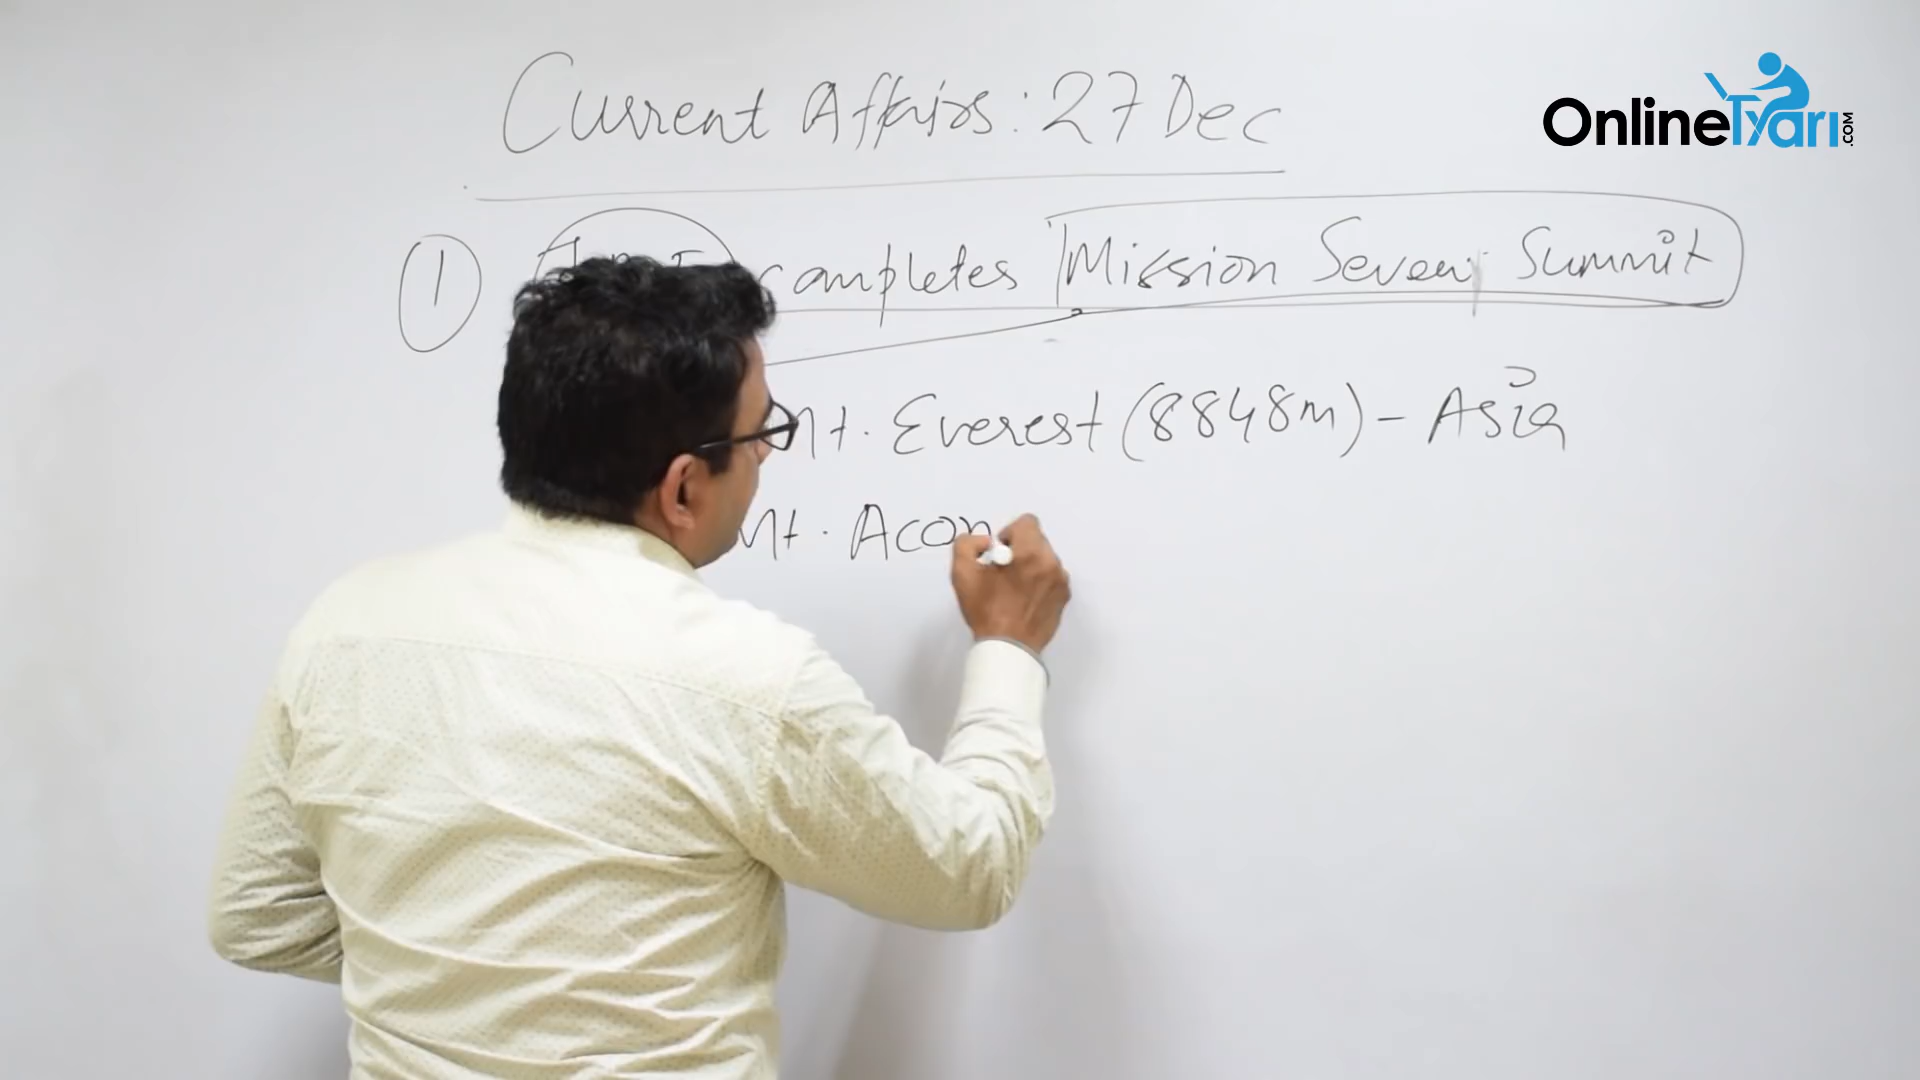 Current Affairs: 27 Dec
OnlineTyari.COM
1 completes Mission Seven Summit
Mt. Everest (8848m) - Asia
Mt. Acon